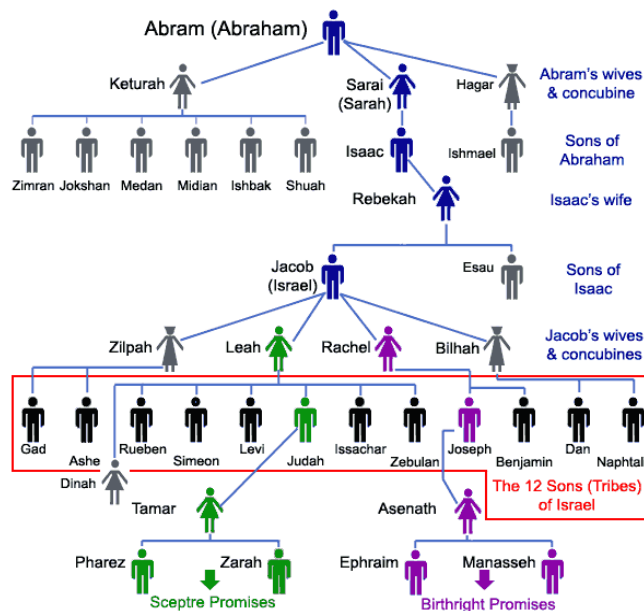 Abram (Abraham)
Keturah
Sarai
(Sarah)
Hagar
Abram's wives
& concubine
Zimran
Jokshan
Medan
Midian
Ishbak
Shuah
Isaac
Ishmael
Sons of
Abraham
Rebekah
Isaac's wife
Jacob
(Israel)
Esau
Sons of
Isaac
Zilpah
Leah
Rachel
Bilhah
Jacob's wives
& concubines
Gad
Ashe
Rueben
Simeon
Levi
Judah
Issachar
Zebulan
Joseph
Benjamin
Dan
Naphtali
Dinah
The 12 Sons (Tribes)
of Israel
Tamar
Asenath
Pharez
Zarah
Ephraim
Manasseh
Sceptre Promises
Birthright Promises